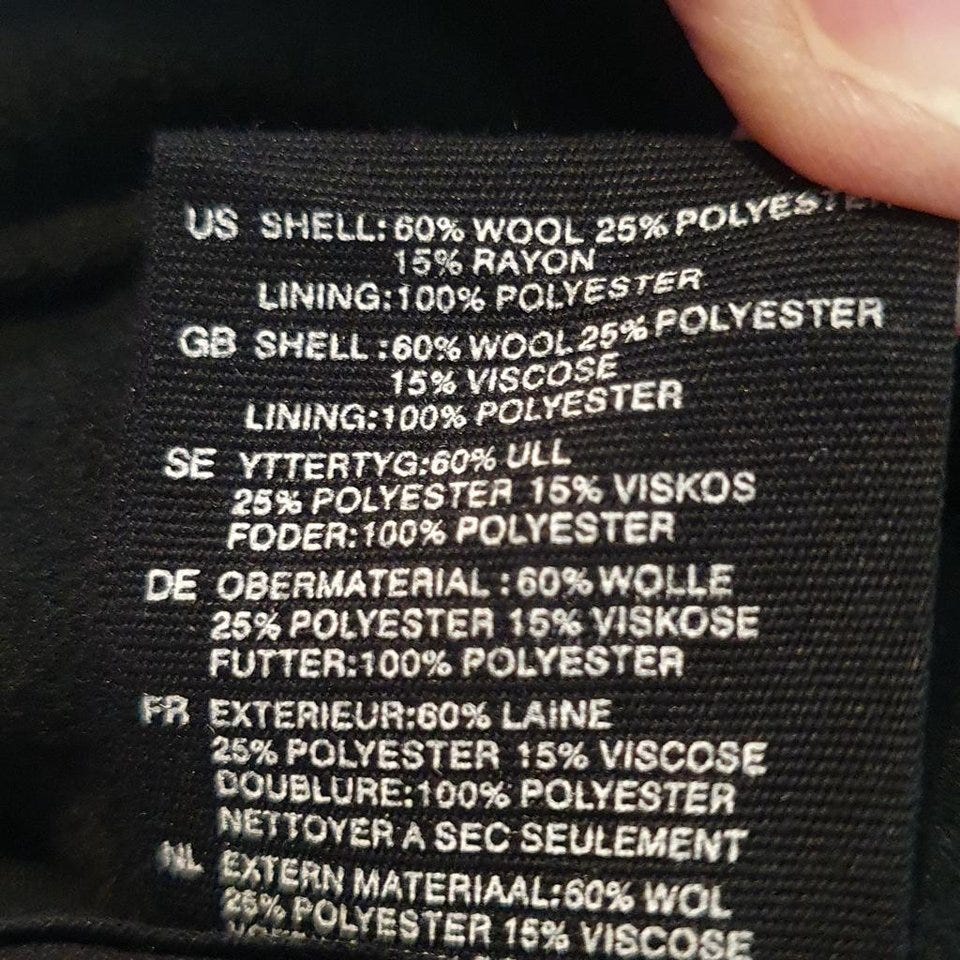 US SHELL:60% WOOL 25% POLYESTER
15% RAYON
LINING:100% POLYESTER
GB SHELL :60% WOOL 25% POLYESTER
15% VISCOSE
LINING:100% POLYESTER
SE YTTERTYG:60% ULL
25% POLYESTER 15% VISKOS
FODER:100% POLYESTER
DE OBERMATERIAL :60% WOLLE
25% POLYESTER 15% VISKOSE
FUTTER:100% POLYESTER
FR EXTERIEUR:60% LAINE
25% POLYESTER 15% VISCOSE
DOUBLURE:100% POLYESTER
NETTOYER A SEC SEULEMENT
NL EXTERN MATERIAAL:60% WOL
25% POLYESTER 15% VISCOSE